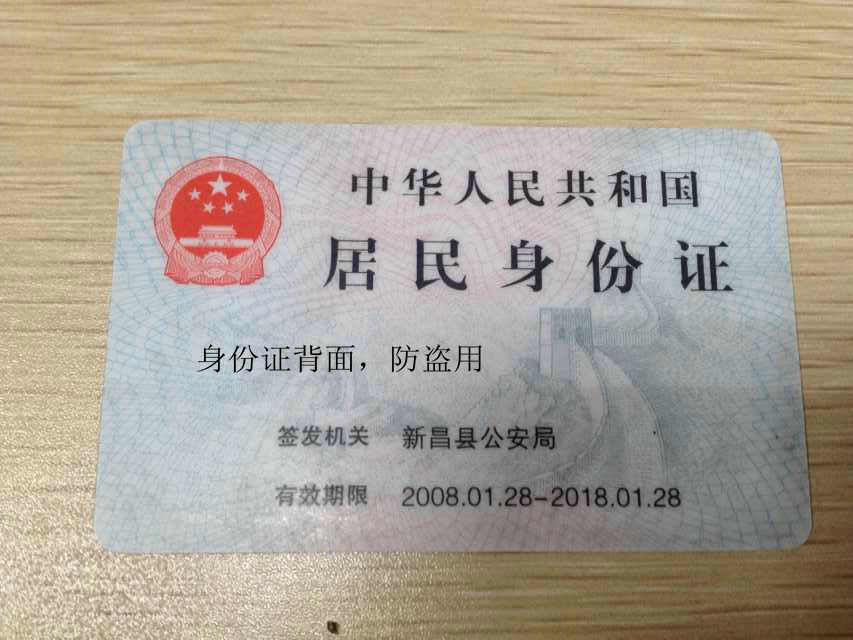 中华人民共和国
居民身份证
身份证背面，防盗用
签发机关 新昌县公安局
有效期限 2008.01.28-2018.01.28